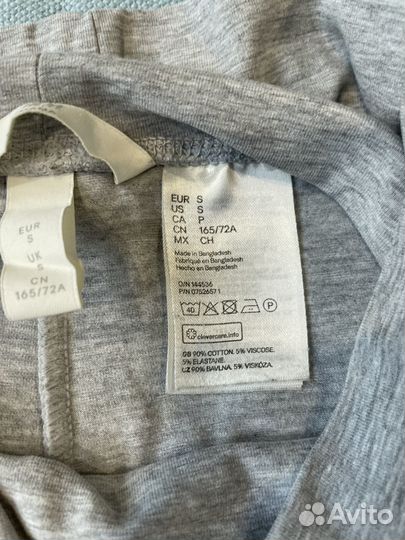 EUR
S
UK
S
CN
165/72A
EUR S
US S
CA P
CN 165/72A
MX CH
Made in Bangladesh
Fabriqué en Bangladesh
Hecho en Bangladesh
O/N 144536
P/N 07526571
40
P
clevercare.info
GB 90% COTTON. 5% VISCOSE.
5% ELASTANE.
CZ 90% BAVLNA. 5% VISKÓZA.
Avito